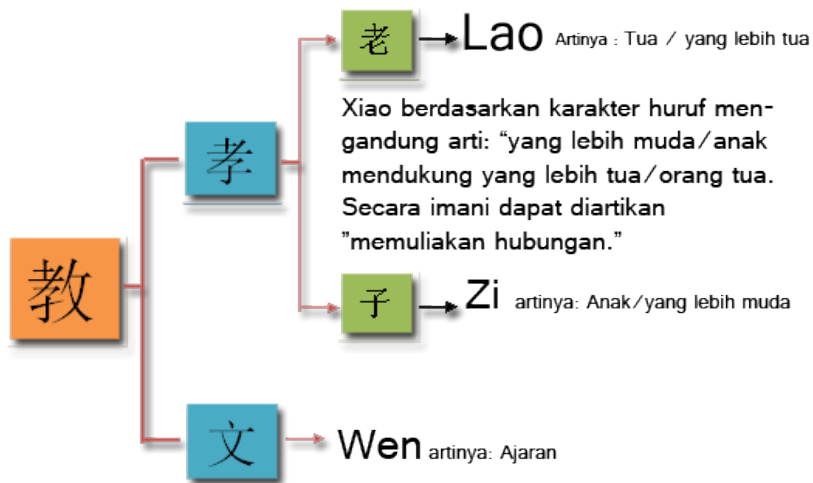 老 Lao Artinya : Tua / yang lebih tua
Xiao berdasarkan karakter huruf men-
gandung arti: “yang lebih muda/anak
mendukung yang lebih tua/orang tua.
Secara imani dapat diartikan
”memuliakan hubungan.”
孝
教
子 Zi artinya: Anak/yang lebih muda
文 Wen artinya: Ajaran